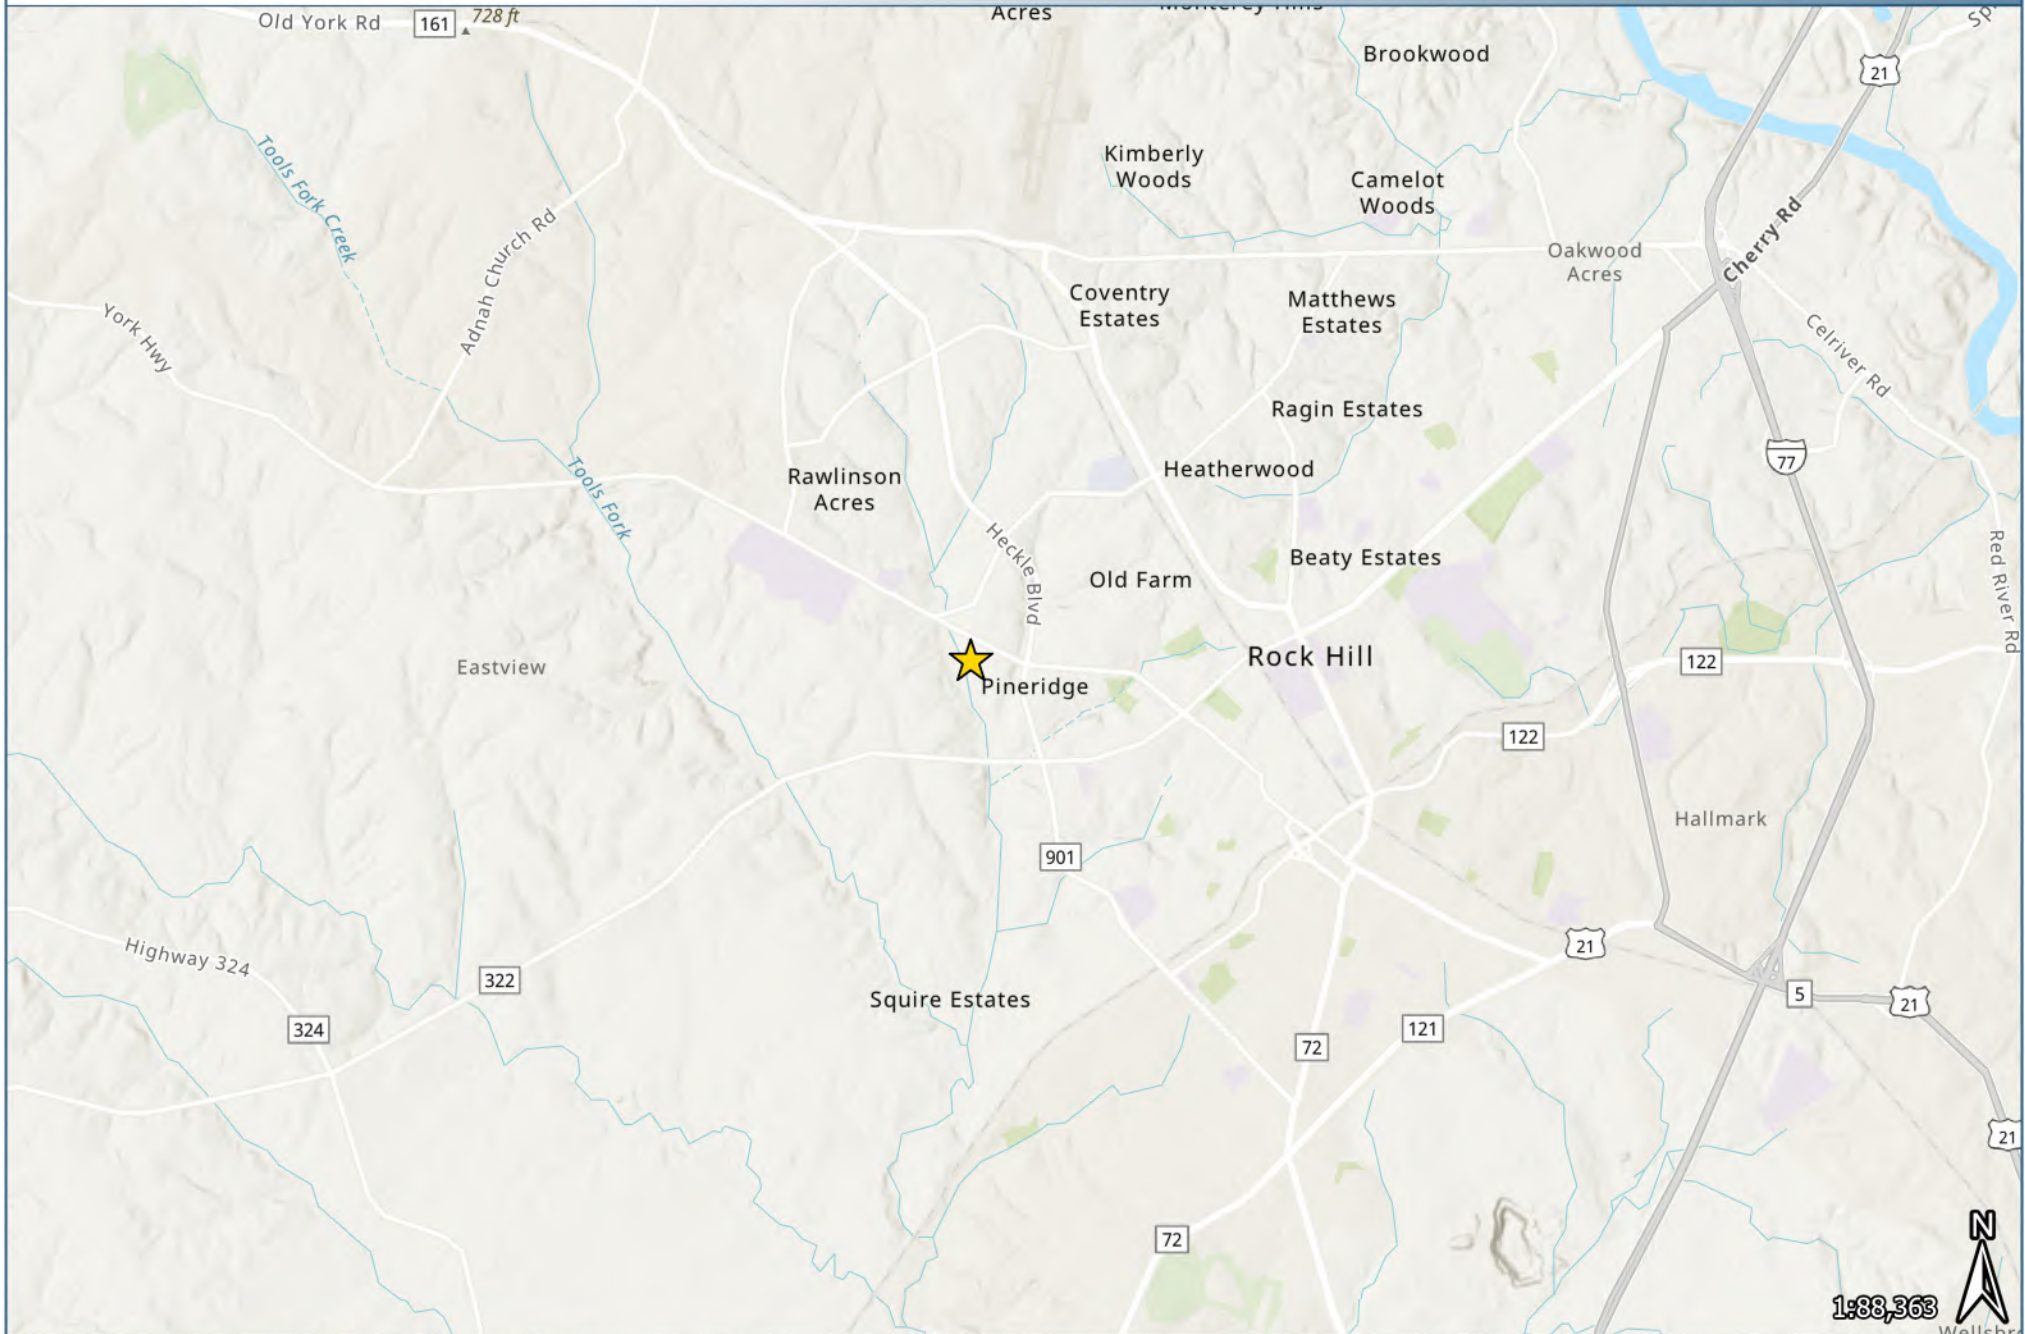 Old York Rd
161
728 ft
Acres
Monterey Hills
Brookwood
21
Tools Fork Creek
Kimberly
Woods
Camelot
Woods
Cherry Rd
Adnah Church Rd
Oakwood
Acres
York Hwy
Coventry
Estates
Matthews
Estates
Celriver Rd
Ragin Estates
77
Rawlinson
Acres
Heatherwood
Tools Fork
Heckle Blvd
Old Farm
Beaty Estates
Red River Rd
Eastview
Pineridge
Rock Hill
122
122
Hallmark
901
Highway 324
322
21
5
21
Squire Estates
324
72
121
21
72
N
1:88,363